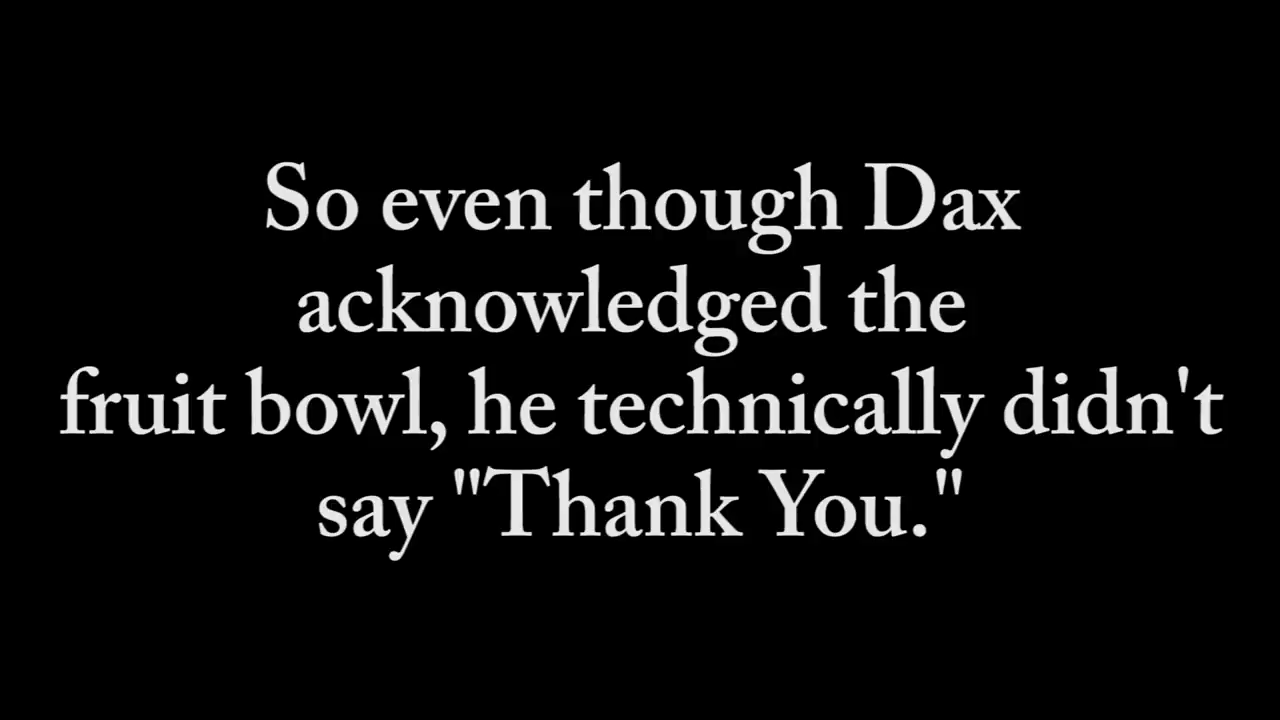 So even though Dax
acknowledged the
fruit bowl, he technically didn't
say "Thank You."